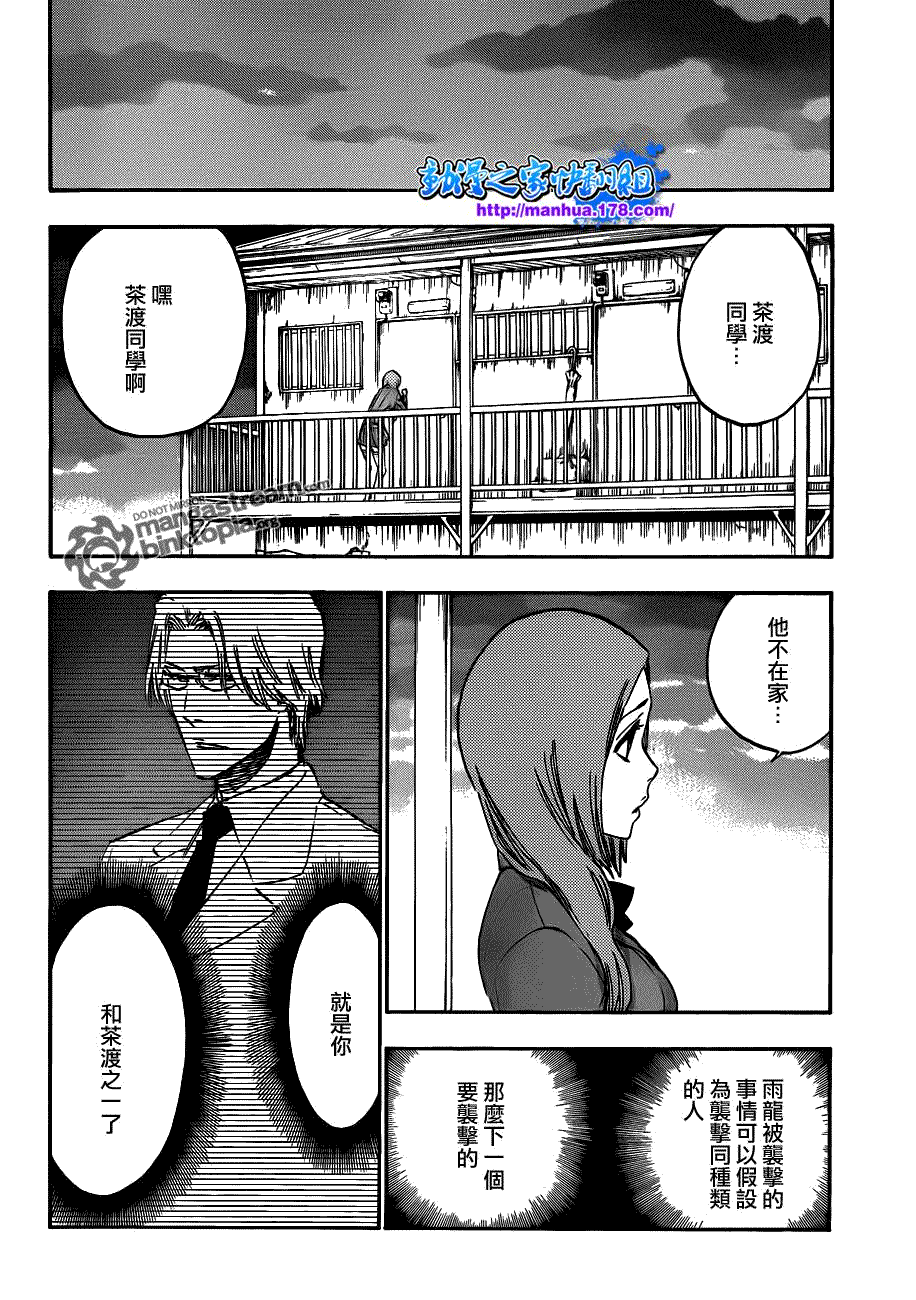 動漫之家快翻組
http://manhua.178.com/
茶渡
同學…
嘿
茶渡同學啊
DO NOT MIRROR
mangastream.com
binktopia.org
他不在家…
雨龍被襲擊的
事情可以假設
為襲擊同種類
的人
那麼下一個
要襲擊的
就是你
和茶渡之一了